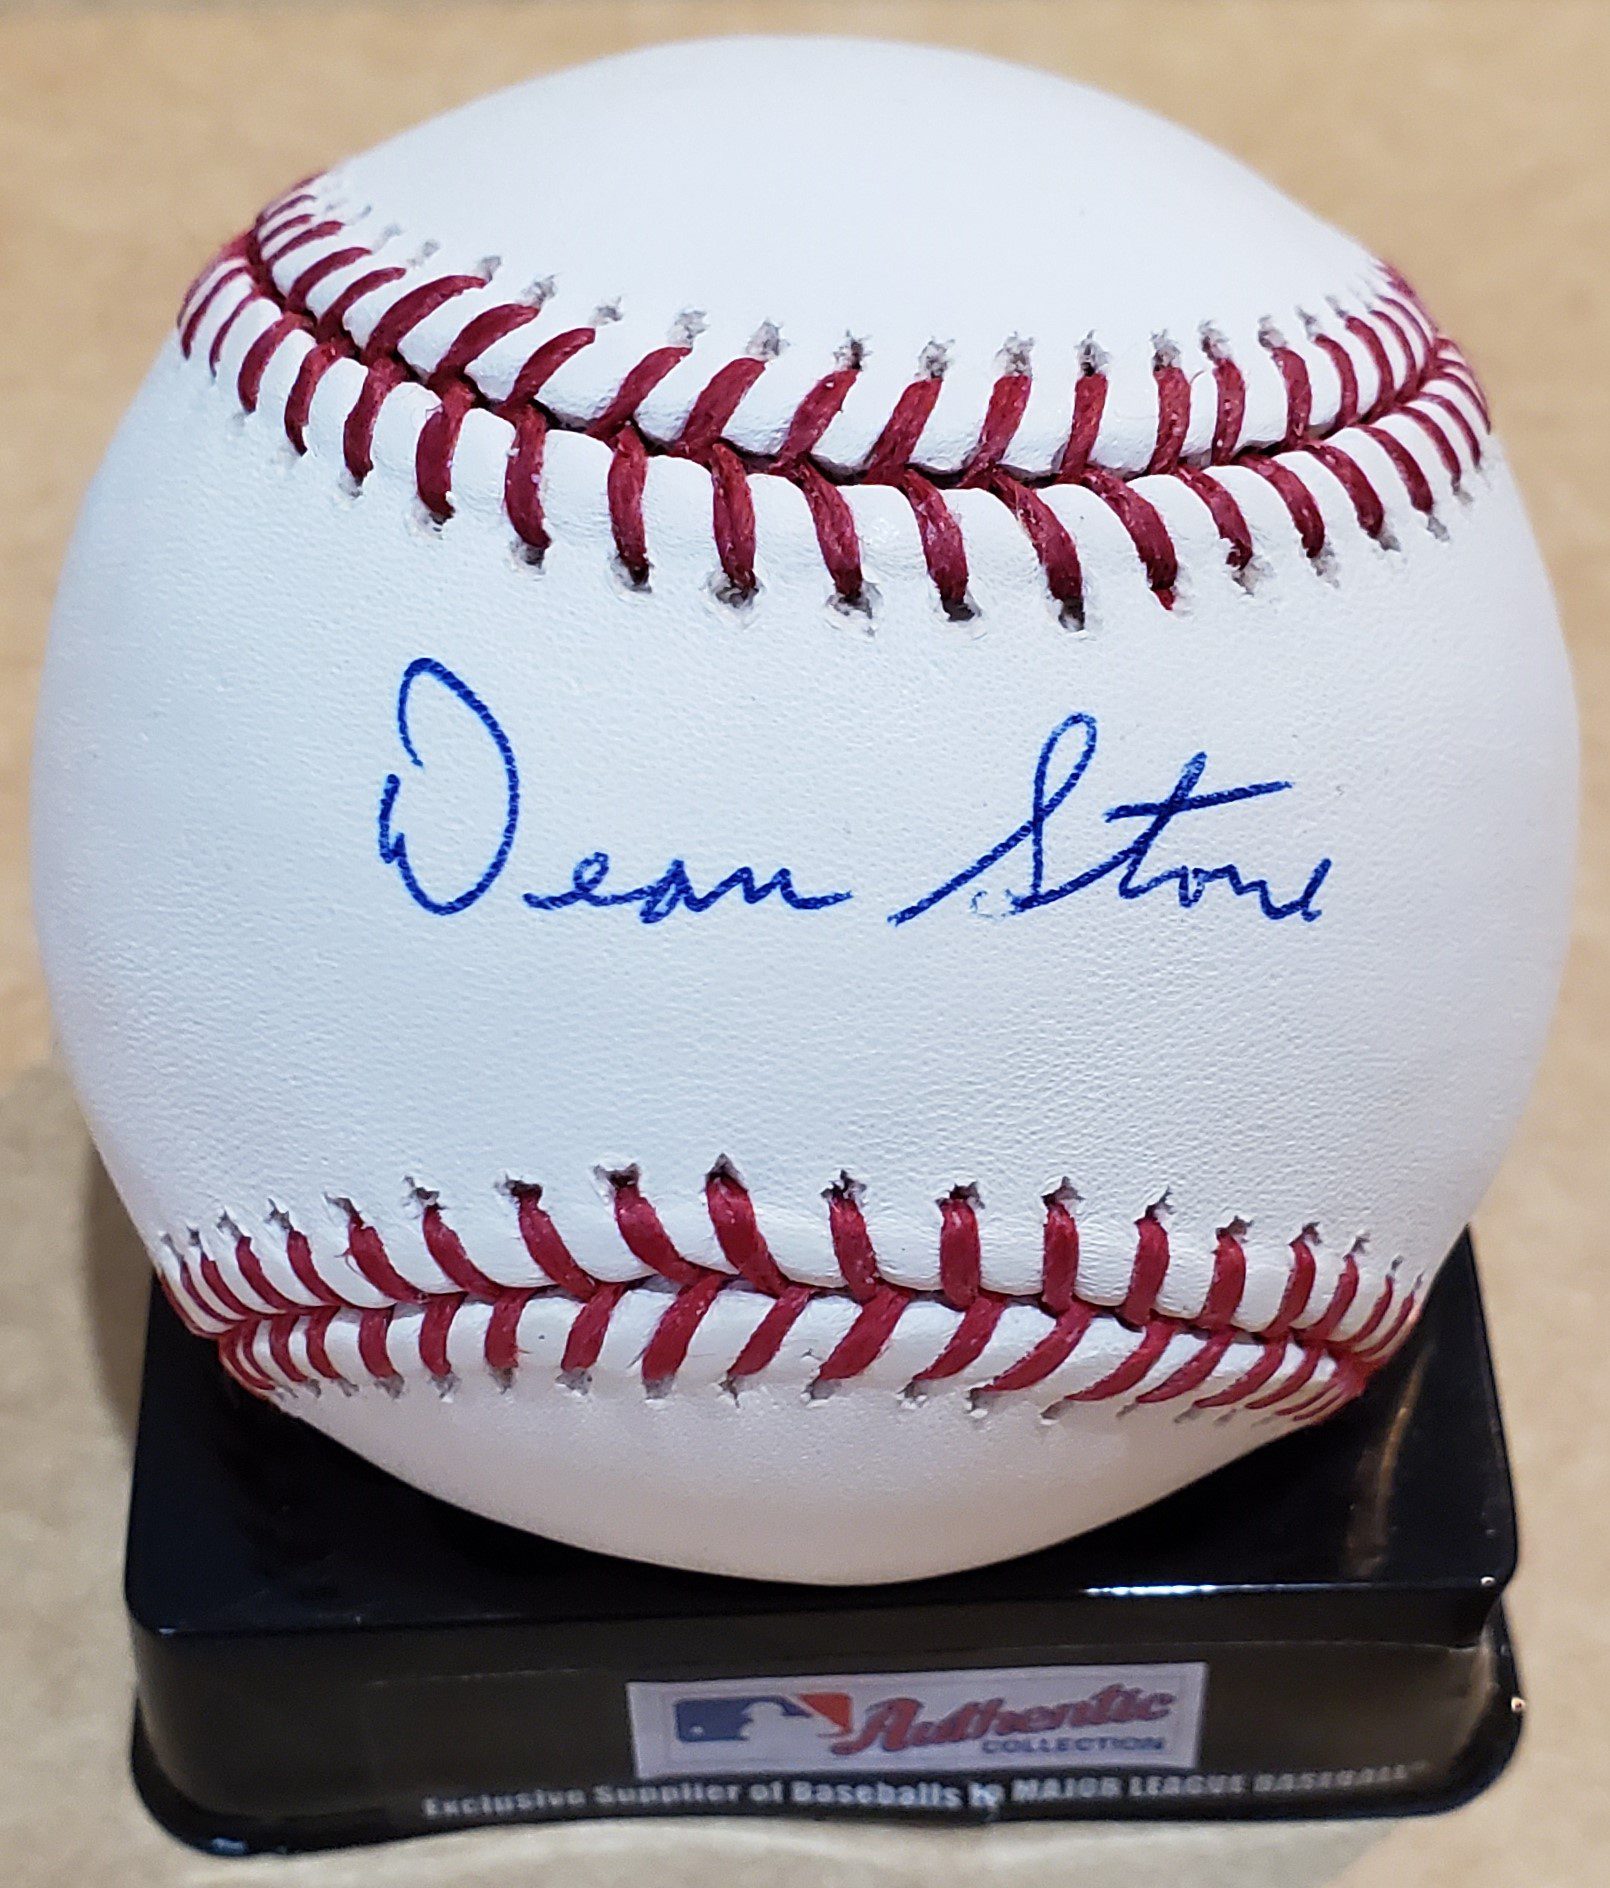 Dean Stone
Authentic
COLLECTION
Exclusive Supplier of Baseballs to MAJOR LEAGUE BASEBALL